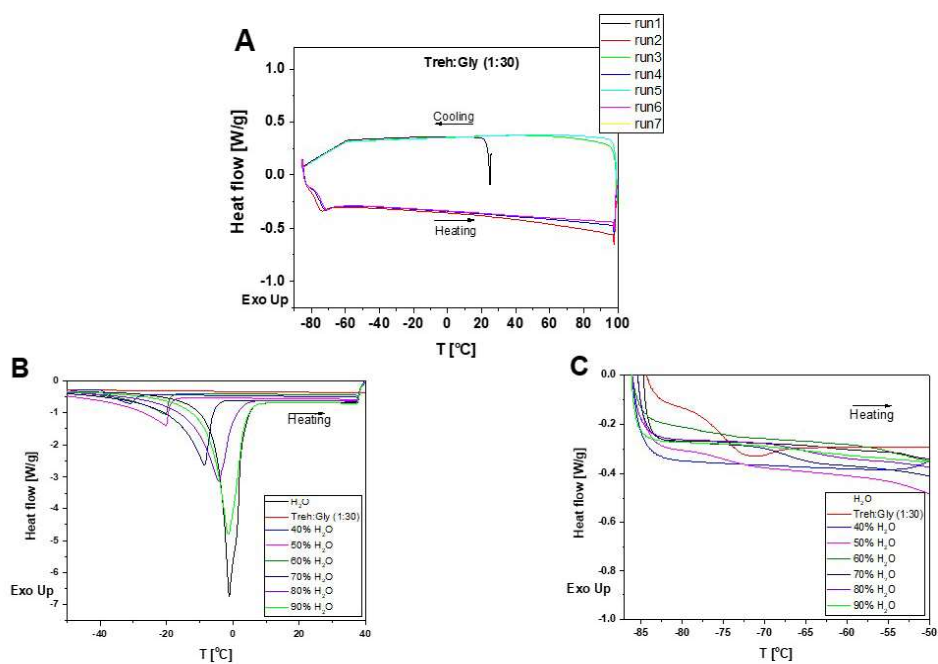 A
Treh:Gly (1:30)
run1
run2
run3
run4
run5
run6
run7
Cooling
Heating
Heat flow [W/g]
1.0
0.5
0.0
-0.5
-1.0
Exo Up
-80 -60 -40 -20 0 20 40 60 80 100
T [°C]
B
Heating
Heat flow [W/g]
0
-1
-2
-3
-4
-5
-6
-7
H2O
Treh:Gly (1:30)
40% H2O
50% H2O
60% H2O
70% H2O
80% H2O
90% H2O
Exo Up
-40 -20 0 20 40
T [°C]
C
Heating
Heat flow [W/g]
0.0
-0.2
-0.4
-0.6
-0.8
-1.0
H2O
Treh:Gly (1:30)
40% H2O
50% H2O
60% H2O
70% H2O
80% H2O
90% H2O
Exo Up
-85 -80 -75 -70 -65 -60 -55 -50
T [°C]